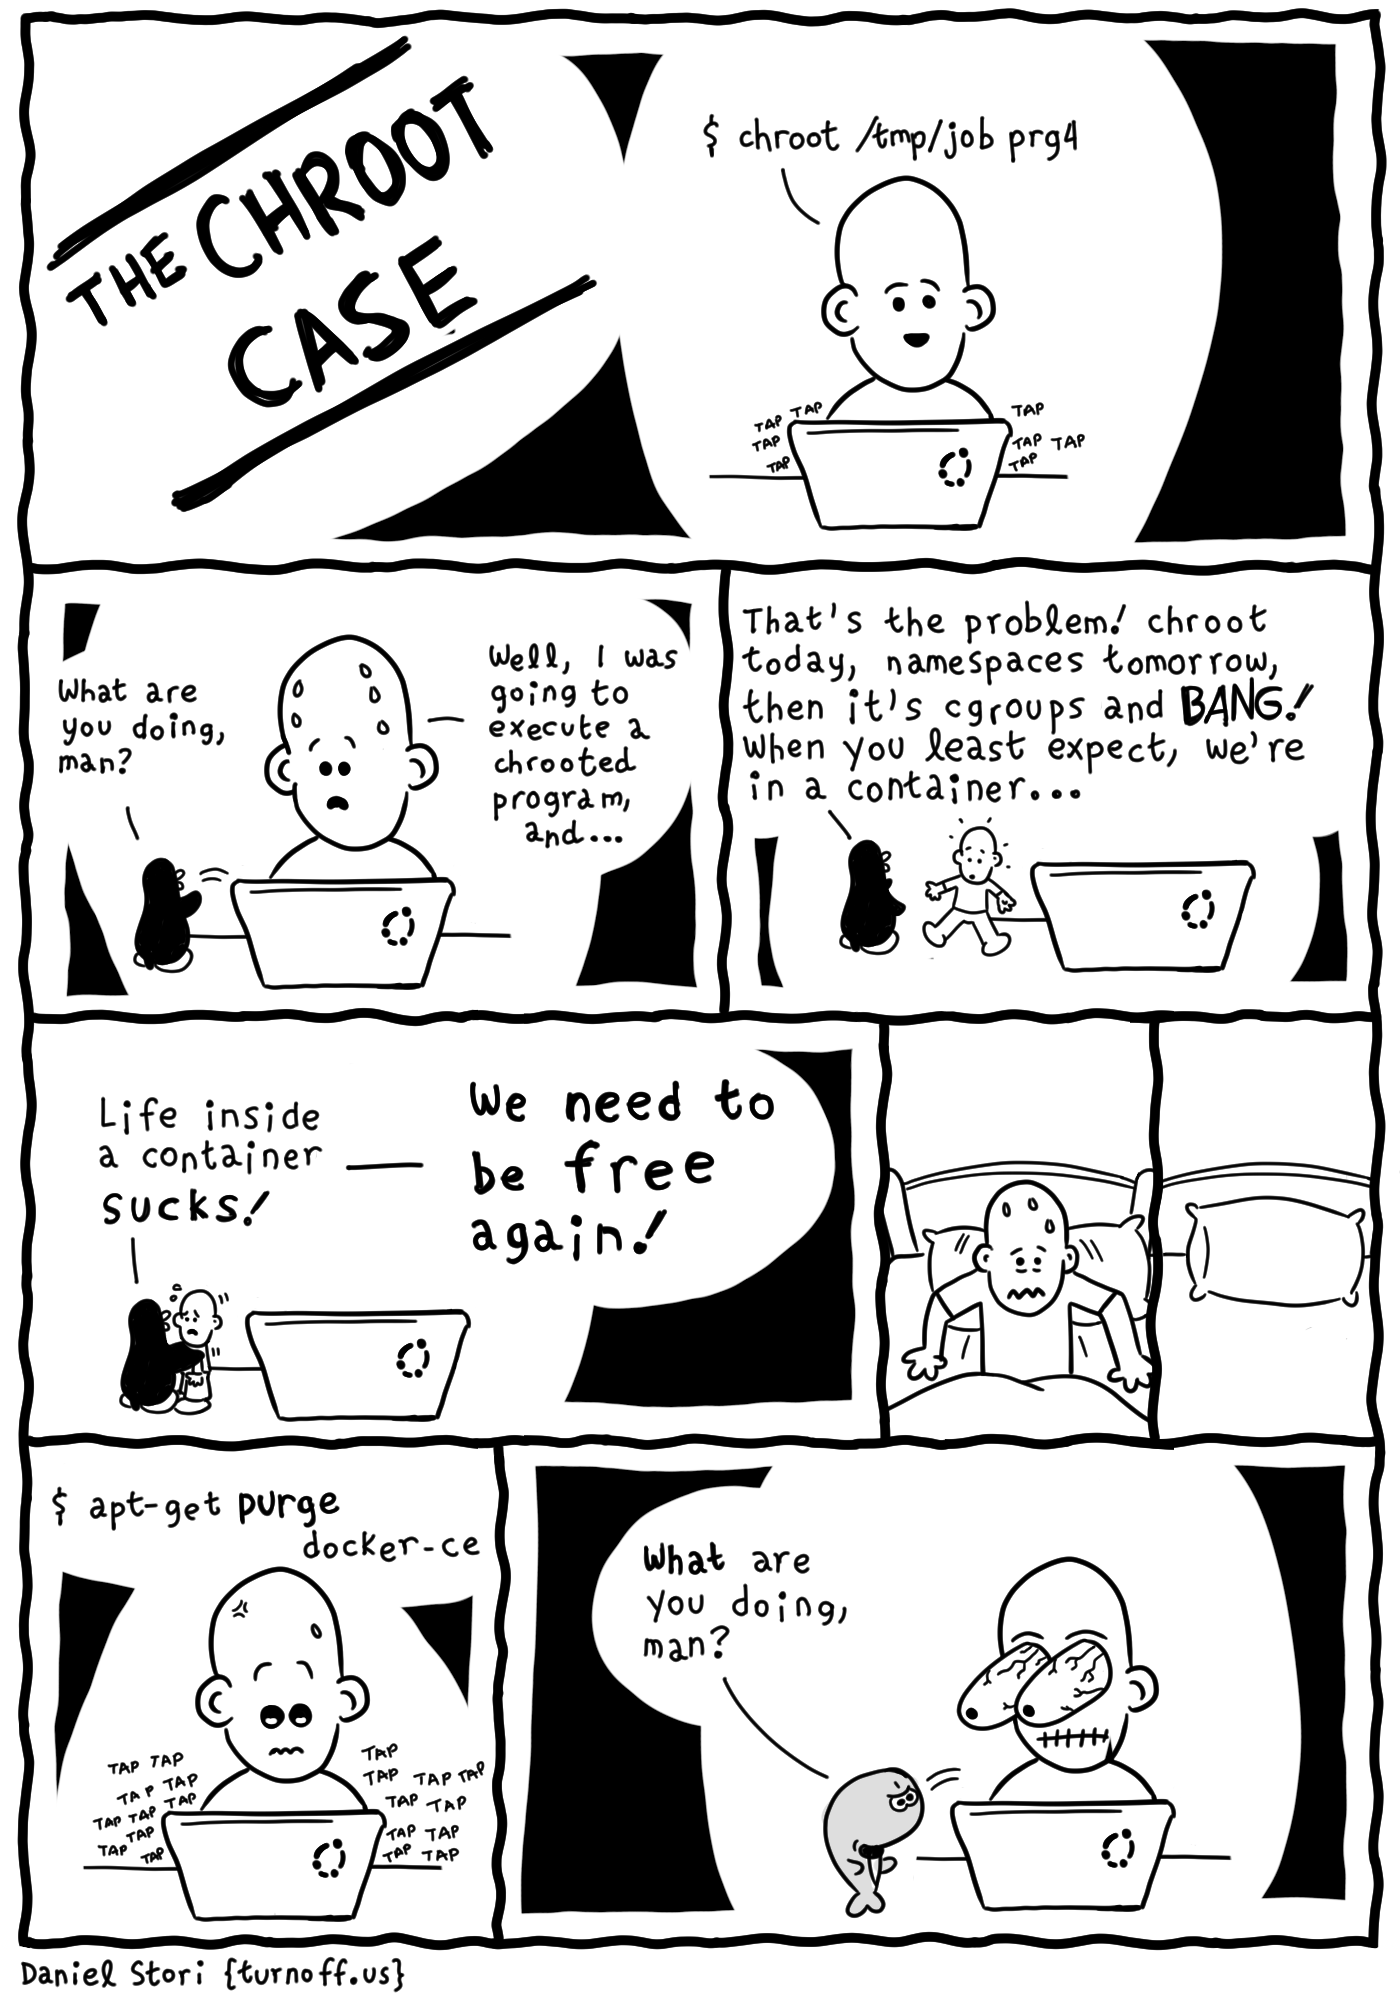 THE CHROOT
CASE
$ chroot /tmp/job prg4
TAP TAP
TAP
TAP
TAP
TAP
TAP TAP
TAP
What are
you doing,
man?
Well, I was
going to
execute a
chrooted
program,
and...
That's the problem! chroot
today, namespaces tomorrow,
then it's cgroups and BANG!
When you least expect, we're
in a container...
Life inside
a container
sucks!
We need to
be free
again!
$ apt-get purge
docker-ce
TAP TAP
TAP TAP
TAP TAP TAP
TAP
TAP TAP
TAP
TAP TAP TAP
TAP TAP
TAP TAP
TAP TAP
What are
you doing,
man?
Daniel Stori {turnoff.us}